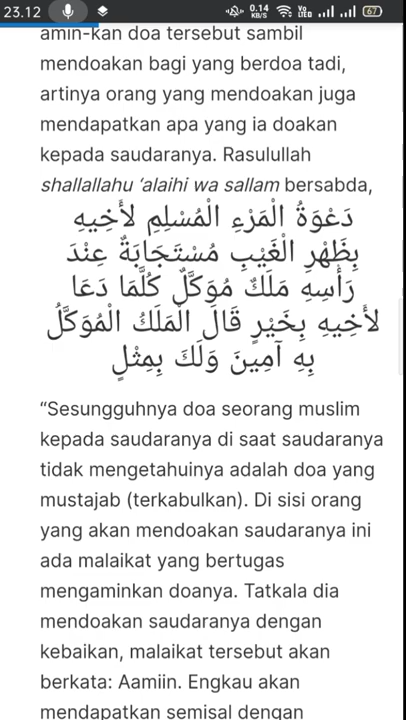 23.12
0.14
KB/S
Vo
LTE
67
amin-kan doa tersebut sambil
mendoakan bagi yang berdoa tadi,
artinya orang yang mendoakan juga
mendapatkan apa yang ia doakan
kepada saudaranya. Rasulullah
shallallahu ‘alaihi wa sallam bersabda,
دَعْوَةُ الْمَرْءِ الْمُسْلِمِ لأَخِيهِ
بِظَهْرِ الْغَيْبِ مُسْتَجَابَةٌ عِنْدَ
رَأْسِهِ مَلَكٌ مُوَكَّلٌ كُلَّمَا دَعَا
لأَخِيهِ بِخَيْرٍ قَالَ الْمَلَكُ الْمُوَكَّلُ
بِهِ آمِينَ وَلَكَ بِمِثْلٍ
“Sesungguhnya doa seorang muslim
kepada saudaranya di saat saudaranya
tidak mengetahuinya adalah doa yang
mustajab (terkabulkan). Di sisi orang
yang akan mendoakan saudaranya ini
ada malaikat yang bertugas
mengaminkan doanya. Tatkala dia
mendoakan saudaranya dengan
kebaikan, malaikat tersebut akan
berkata: Aamiin. Engkau akan
mendapatkan semisal dengan